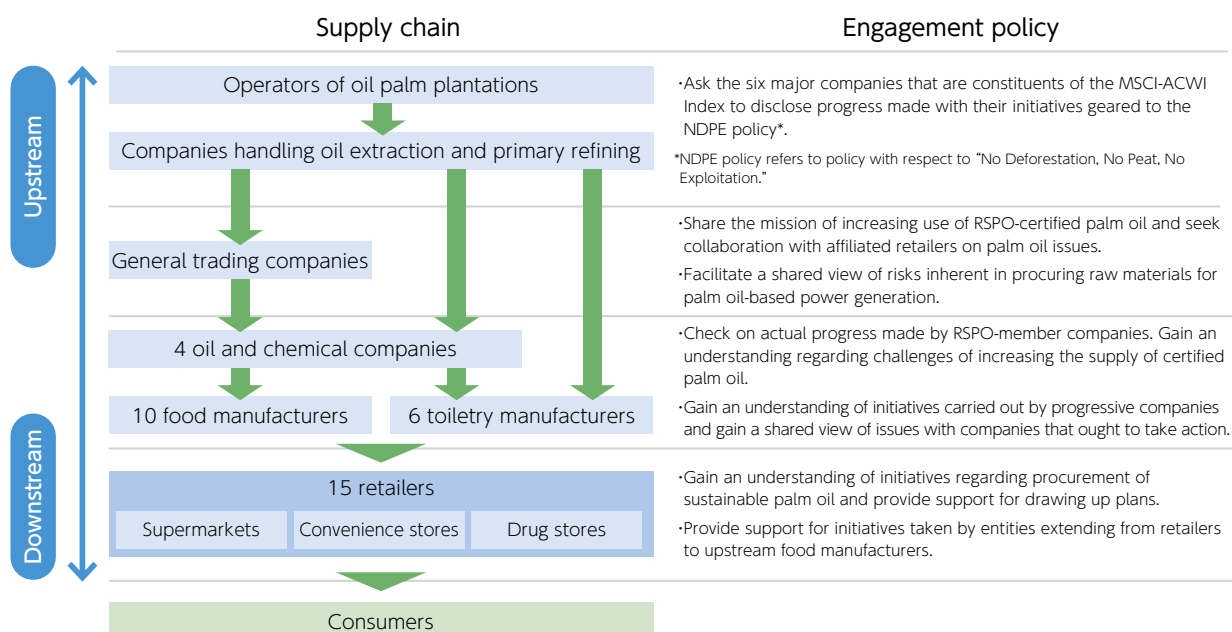 Supply chain
Engagement policy
Upstream
Downstream
Operators of oil palm plantations
Companies handling oil extraction and primary refining
・Ask the six major companies that are constituents of the MSCI-ACWI
Index to disclose progress made with their initiatives geared to the
NDPE policy*.
*NDPE policy refers to policy with respect to “No Deforestation, No Peat, No
Exploitation.”
General trading companies
・Share the mission of increasing use of RSPO-certified palm oil and seek
collaboration with affiliated retailers on palm oil issues.
・Facilitate a shared view of risks inherent in procuring raw materials for
palm oil-based power generation.
4 oil and chemical companies
10 food manufacturers
6 toiletry manufacturers
・Check on actual progress made by RSPO-member companies. Gain an
understanding regarding challenges of increasing the supply of certified
palm oil.
・Gain an understanding of initiatives carried out by progressive companies
and gain a shared view of issues with companies that ought to take action.
15 retailers
Supermarkets
Convenience stores
Drug stores
・Gain an understanding of initiatives regarding procurement of
sustainable palm oil and provide support for drawing up plans.
・Provide support for initiatives taken by entities extending from retailers
to upstream food manufacturers.
Consumers